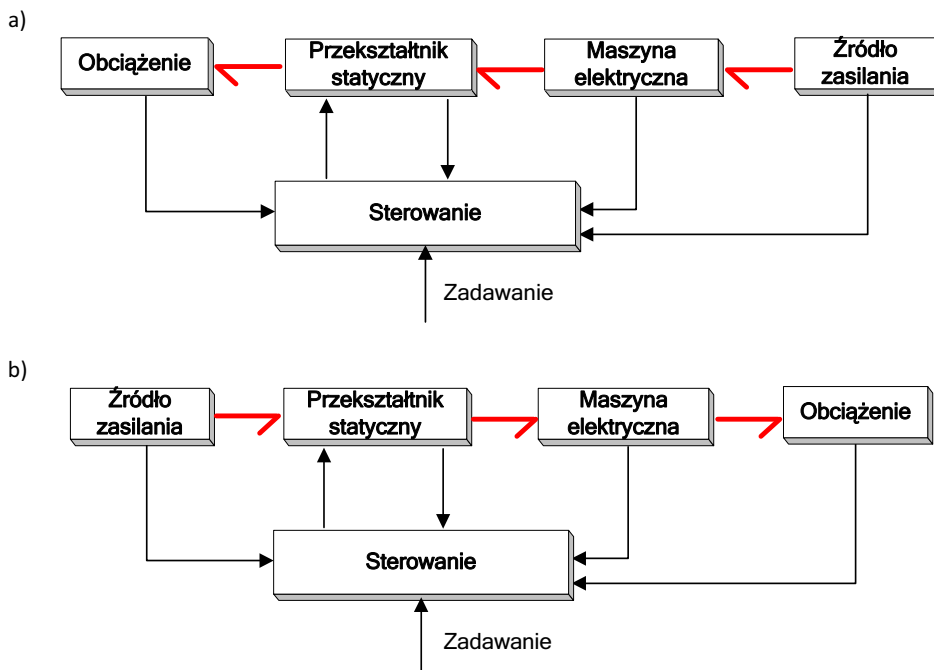 a)
Obciążenie
Przekształtnik
statyczny
Maszyna
elektryczna
Źródło
zasilania
Sterowanie
Zadawanie
b)
Źródło
zasilania
Przekształtnik
statyczny
Maszyna
elektryczna
Obciążenie
Sterowanie
Zadawanie